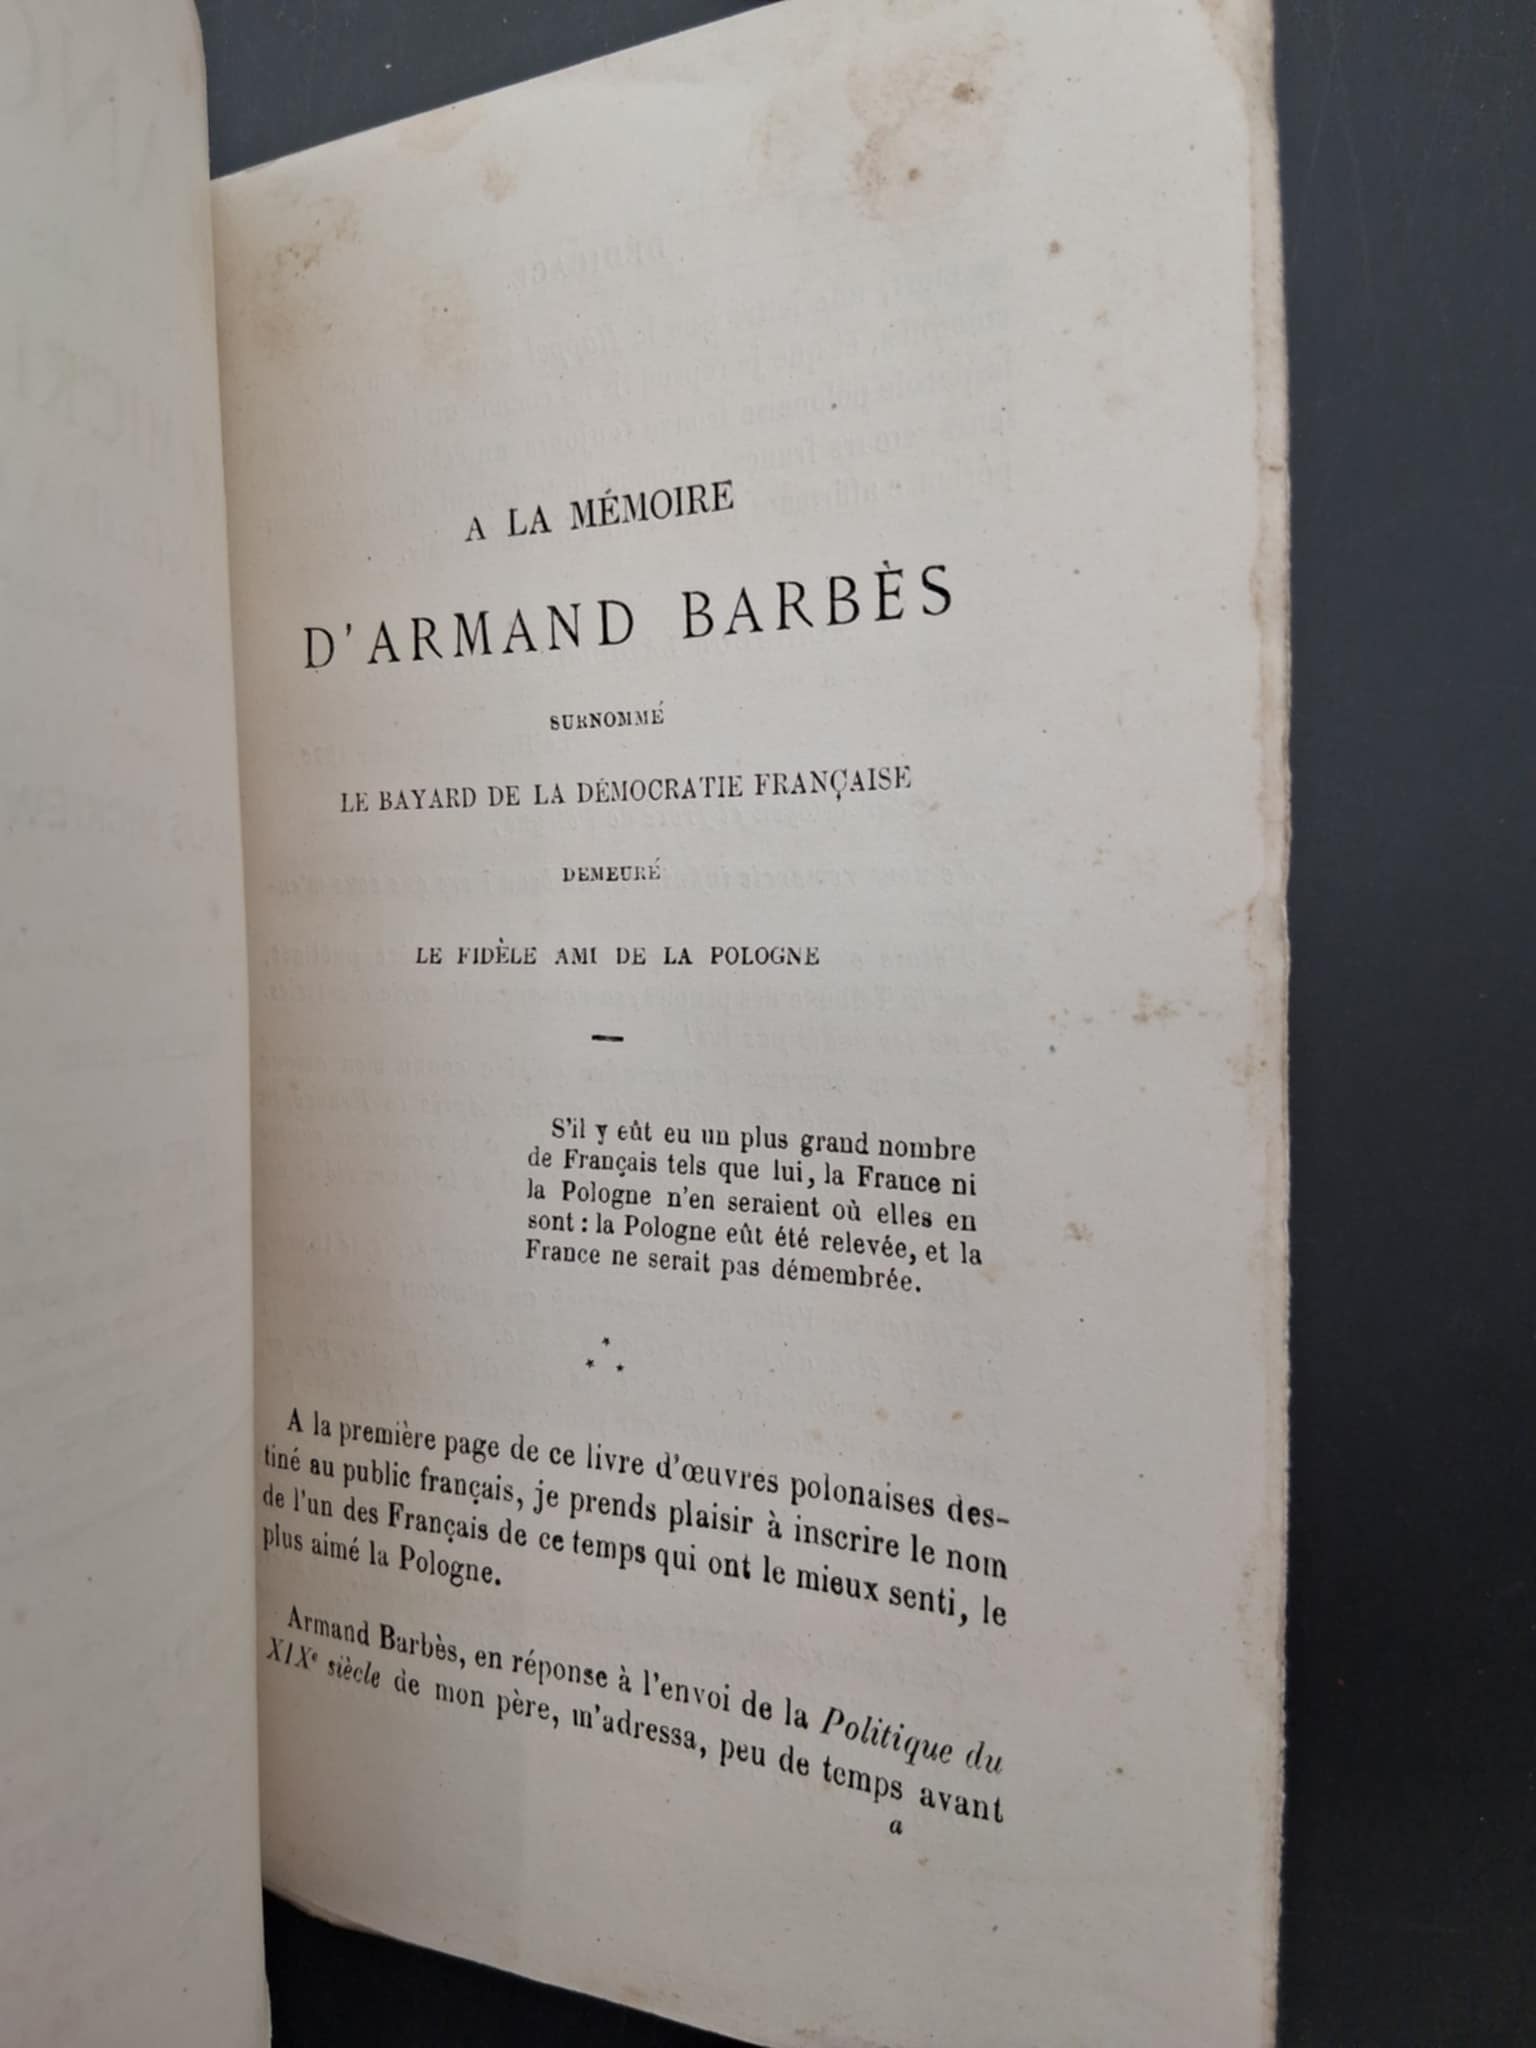 A LA MÉMOIRE
D'ARMAND BARBÈS
SURNOMMÉ
LE BAYARD DE LA DÉMOCRATIE FRANÇAISE
DEMEURÉ
LE FIDÈLE AMI DE LA POLOGNE
S'il y eût eu un plus grand nombre
de Français tels que lui, la France ni
la Pologne n'en seraient où elles en
sont : la Pologne eût été relevée, et la
France ne serait pas démembrée.
A la première page de ce livre d'œuvres polonaises des-
tiné au public français, je prends plaisir à inscrire le nom
de l'un des Français de ce temps qui ont le mieux senti, le
plus aimé la Pologne.
Armand Barbès, en réponse à l'envoi de la Politique du
XIXe siècle de mon père, m'adressa, peu de temps avant
a